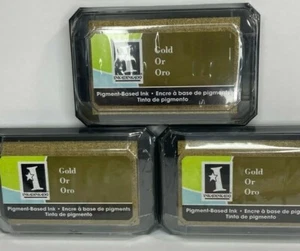 Gold
Or
Oro
Pigment-Based Ink • Encre à base de pigments
Tinta de pigmento
Gold
Or
Oro
Pigment-Based Ink • Encre à base de pigments
Tinta de pigmento
Gold
Or
Oro
Pigment-Based Ink • Encre à base de
Tinta de pigmento